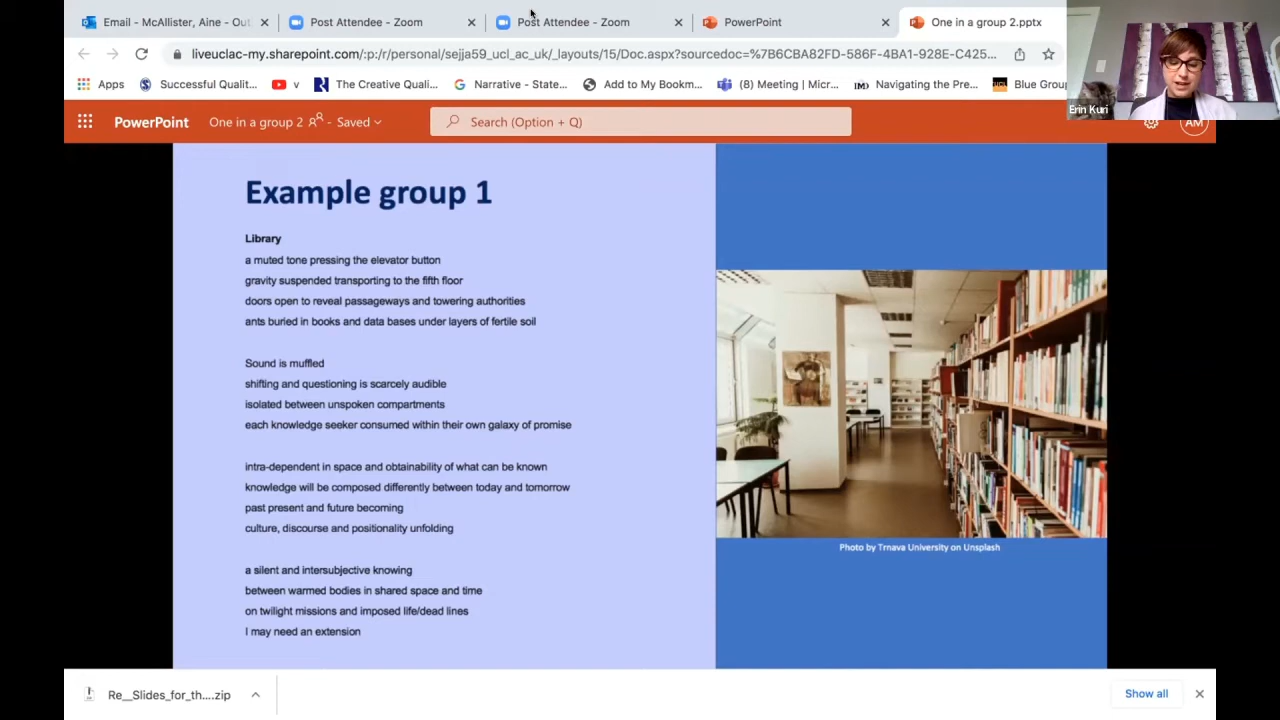 Email - McAllister, Aine - Out
Post Attendee - Zoom
Post Attendee - Zoom
PowerPoint
One in a group 2.pptx
liveuclac-my.sharepoint.com/:p:/r/personal/sejja59_ucl_ac_uk/_layouts/15/Doc.aspx?sourcedoc=%7B6CBA82FD-586F-4BA1-928E-C425...
Apps
Successful Qualit...
v
The Creative Quali...
Narrative - State...
Add to My Bookm...
(8) Meeting | Micr...
Navigating the Pre...
Blue Grou
Erin Kuri
PowerPoint
One in a group 2
- Saved
Search (Option + Q)
AM
Example group 1
Library
a muted tone pressing the elevator button
gravity suspended transporting to the fifth floor
doors open to reveal passageways and towering authorities
ants buried in books and data bases under layers of fertile soil
Sound is muffled
shifting and questioning is scarcely audible
isolated between unspoken compartments
each knowledge seeker consumed within their own galaxy of promise
intra-dependent in space and obtainability of what can be known
knowledge will be composed differently between today and tomorrow
past present and future becoming
culture, discourse and positionality unfolding
a silent and intersubjective knowing
between warmed bodies in shared space and time
on twilight missions and imposed life/dead lines
I may need an extension
Photo by Trnava University on Unsplash
Re__Slides_for_th....zip
Show all